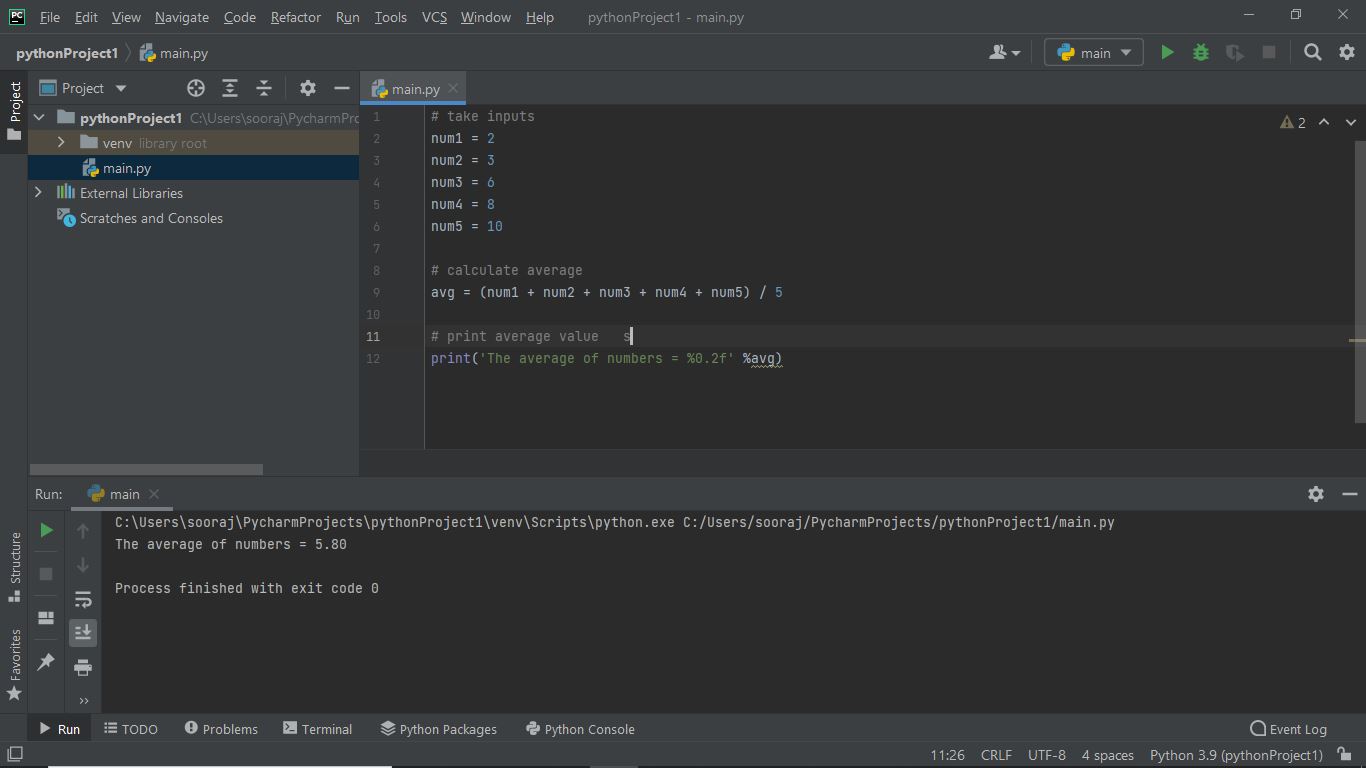 PC File Edit View Navigate Code Refactor Run Tools VCS Window Help pythonProject1 - main.py
pythonProject1 main.py main
Project
Project
main.py
pythonProject1 C:\Users\sooraj\PycharmPrc
venv library root
main.py
External Libraries
Scratches and Consoles
1 # take inputs
2 num1 = 2
3 num2 = 3
4 num3 = 6
5 num4 = 8
6 num5 = 10
7
8 # calculate average
9 avg = (num1 + num2 + num3 + num4 + num5) / 5
10
11 # print average value   s
12 print('The average of numbers = %0.2f' %avg)
2
Run: main
C:\Users\sooraj\PycharmProjects\pythonProject1\venv\Scripts\python.exe C:/Users/sooraj/PycharmProjects/pythonProject1/main.py
The average of numbers = 5.80
Process finished with exit code 0
Structure
Favorites
Run TODO Problems Terminal Python Packages Python Console Event Log
11:26 CRLF UTF-8 4 spaces Python 3.9 (pythonProject1)